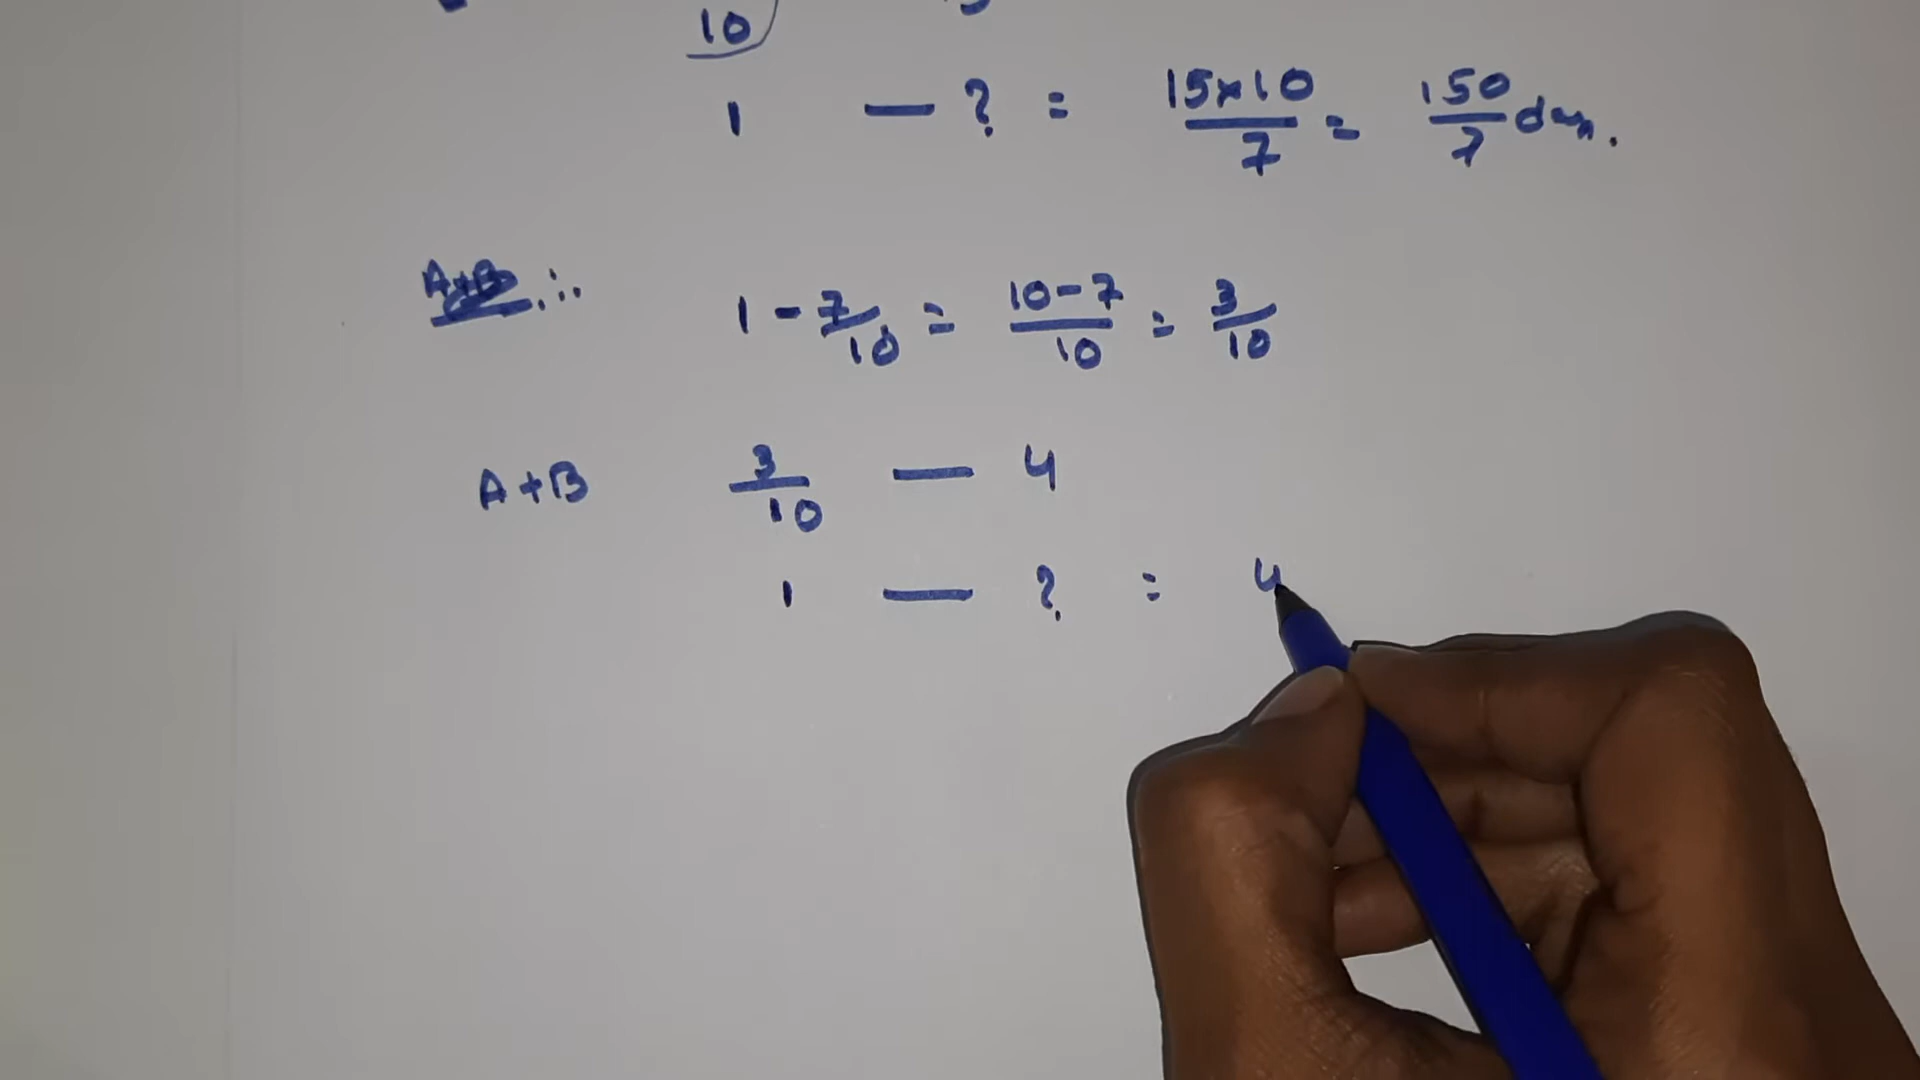 10
1 — ? = 15×10/7 = 150/7 days.
A+B ∴ 1 - 7/10 = 10-7/10 = 3/10
A+B 3/10 — 4
1 — ? = 4